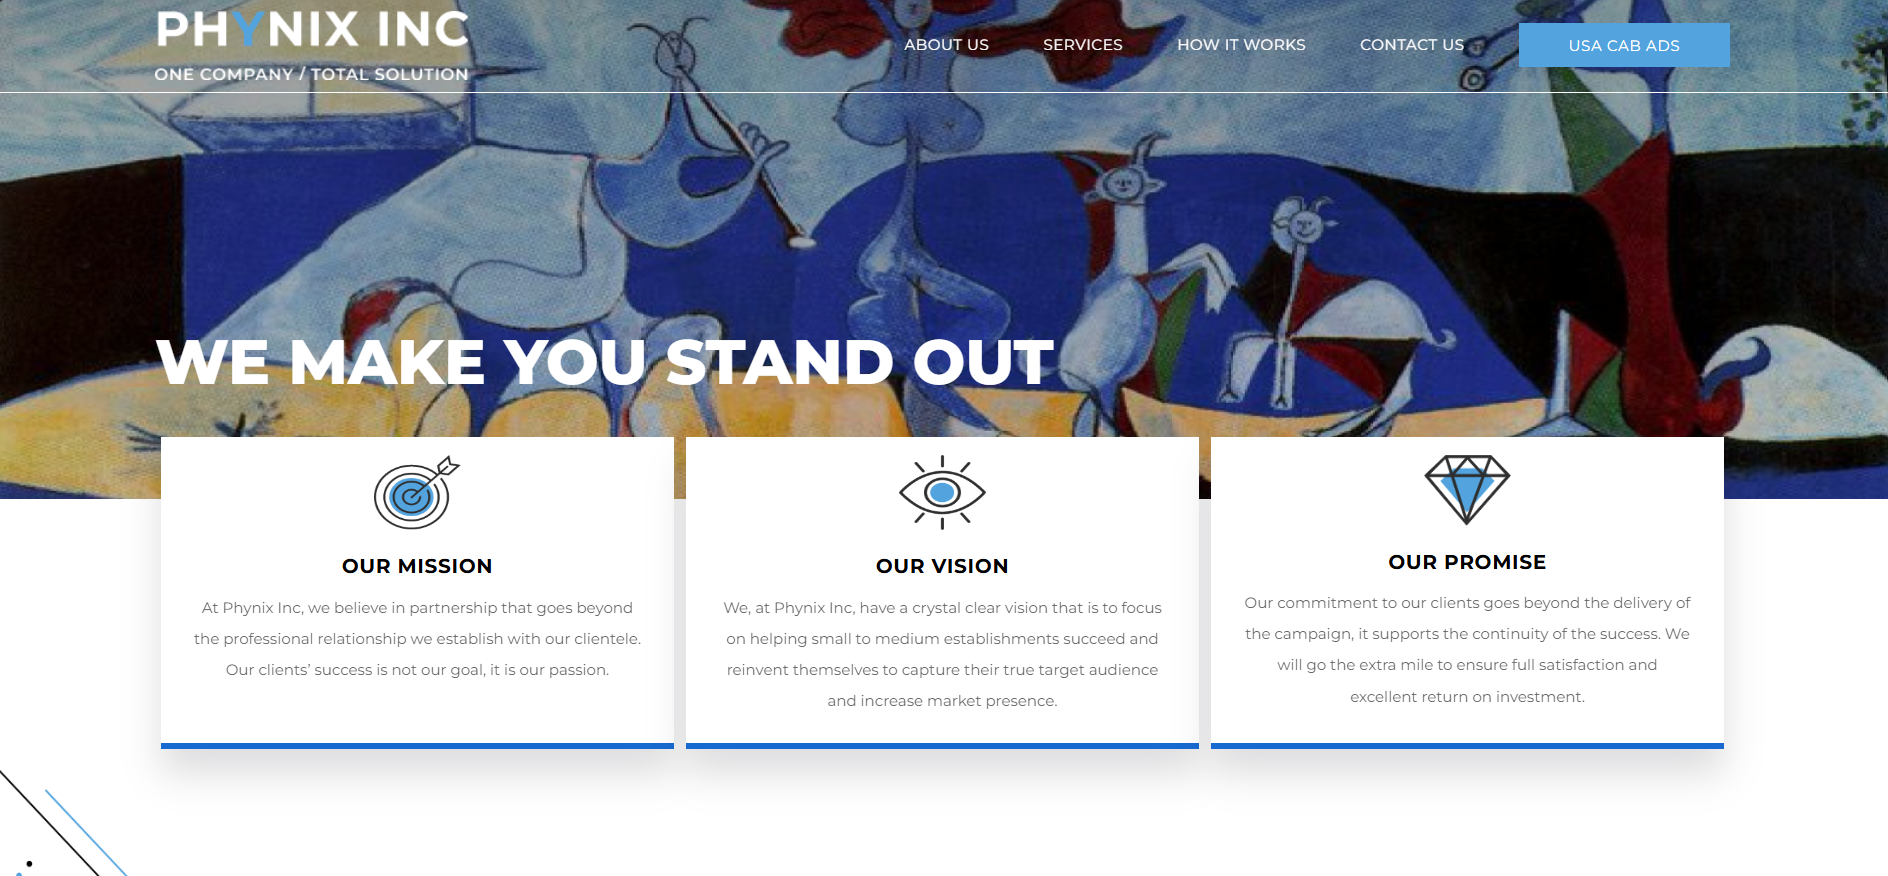 PHYNIX INC
ONE COMPANY / TOTAL SOLUTION
ABOUT US
SERVICES
HOW IT WORKS
CONTACT US
USA CAB ADS
WE MAKE YOU STAND OUT
OUR MISSION
At Phynix Inc, we believe in partnership that goes beyond
the professional relationship we establish with our clientele.
Our clients’ success is not our goal, it is our passion.
OUR VISION
We, at Phynix Inc, have a crystal clear vision that is to focus
on helping small to medium establishments succeed and
reinvent themselves to capture their true target audience
and increase market presence.
OUR PROMISE
Our commitment to our clients goes beyond the delivery of
the campaign, it supports the continuity of the success. We
will go the extra mile to ensure full satisfaction and
excellent return on investment.